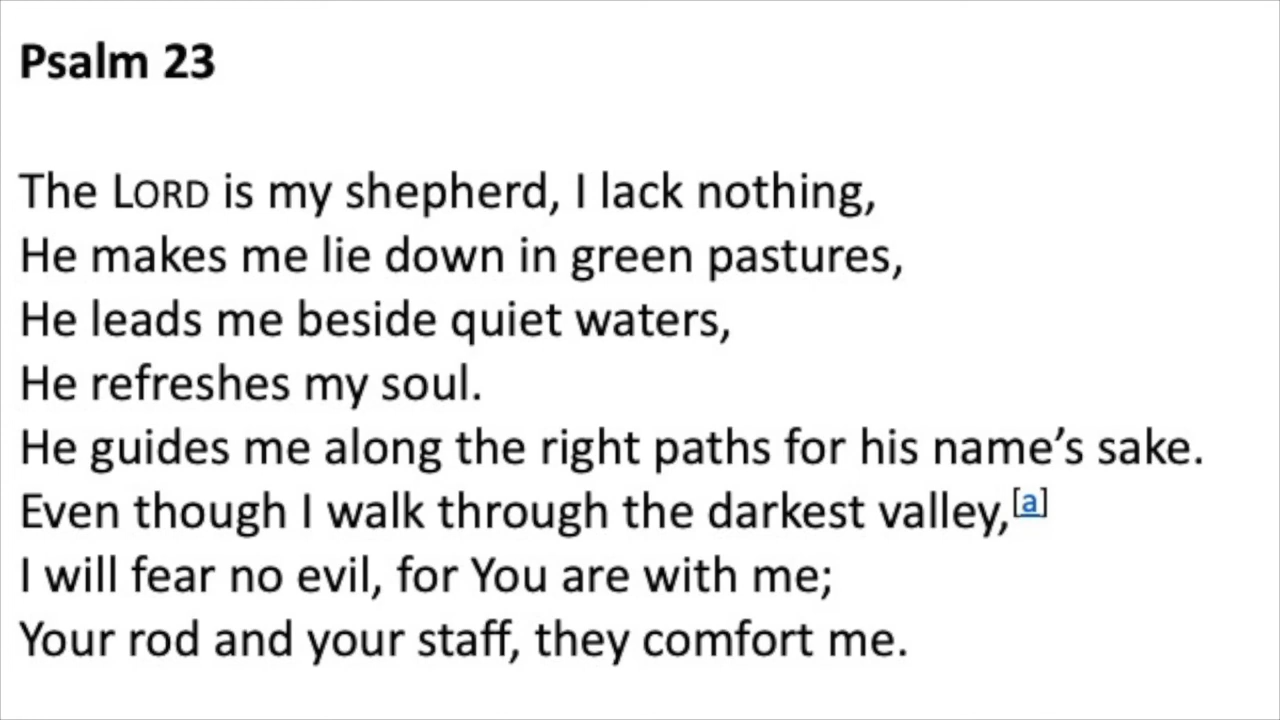 Psalm 23
The LORD is my shepherd, I lack nothing,
He makes me lie down in green pastures,
He leads me beside quiet waters,
He refreshes my soul.
He guides me along the right paths for his name’s sake.
Even though I walk through the darkest valley,[a]
I will fear no evil, for You are with me;
Your rod and your staff, they comfort me.